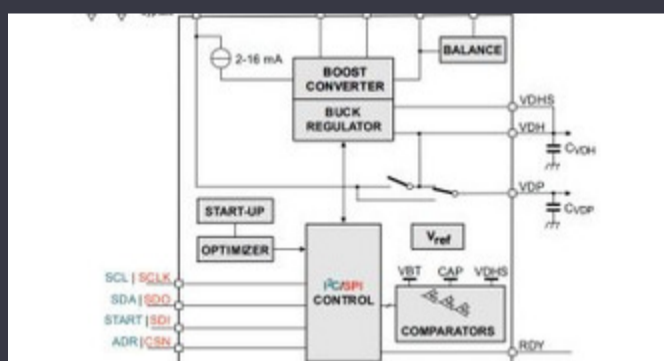 2-16 mA
BALANCE
BOOST
CONVERTER
BUCK
REGULATOR
VDHS
VDH
CVDH
VDP
CVDP
START-UP
OPTIMIZER
Vref
I²C/SPI
CONTROL
VBT CAP VDHS
COMPARATORS
SCL | SCLK
SDA | SDO
START | SDI
ADR | CSN
RDY